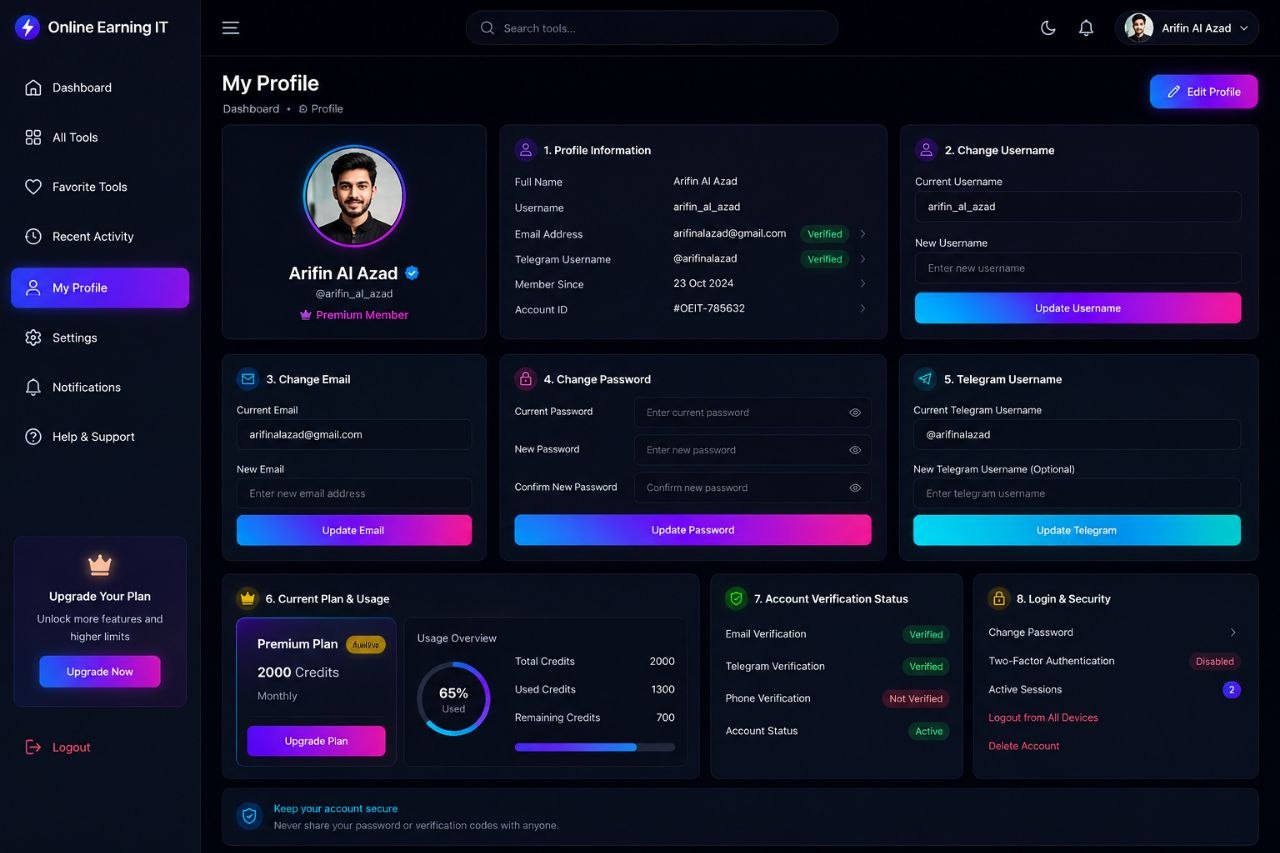 Online Earning IT
Search tools...
Arifin Al Azad
Dashboard
All Tools
Favorite Tools
Recent Activity
My Profile
Settings
Notifications
Help & Support
Upgrade Your Plan
Unlock more features and
higher limits
Upgrade Now
Logout
My Profile
Dashboard • Profile
Edit Profile
Arifin Al Azad
@arifin_al_azad
Premium Member
1. Profile Information
Full Name Arifin Al Azad
Username arifin_al_azad
Email Address arifinalazad@gmail.com Verified
Telegram Username @arifinalazad Verified
Member Since 23 Oct 2024
Account ID #OEIT-785632
2. Change Username
Current Username
arifin_al_azad
New Username
Enter new username
Update Username
3. Change Email
Current Email
arifinalazad@gmail.com
New Email
Enter new email address
Update Email
4. Change Password
Current Password Enter current password
New Password Enter new password
Confirm New Password Confirm new password
Update Password
5. Telegram Username
Current Telegram Username
@arifinalazad
New Telegram Username (Optional)
Enter telegram username
Update Telegram
6. Current Plan & Usage
Premium Plan
2000 Credits
Monthly
Upgrade Plan
Usage Overview
65%
Used
Total Credits 2000
Used Credits 1300
Remaining Credits 700
7. Account Verification Status
Email Verification Verified
Telegram Verification Verified
Phone Verification Not Verified
Account Status Active
8. Login & Security
Change Password
Two-Factor Authentication Disabled
Active Sessions 2
Logout from All Devices
Delete Account
Keep your account secure
Never share your password or verification codes with anyone.